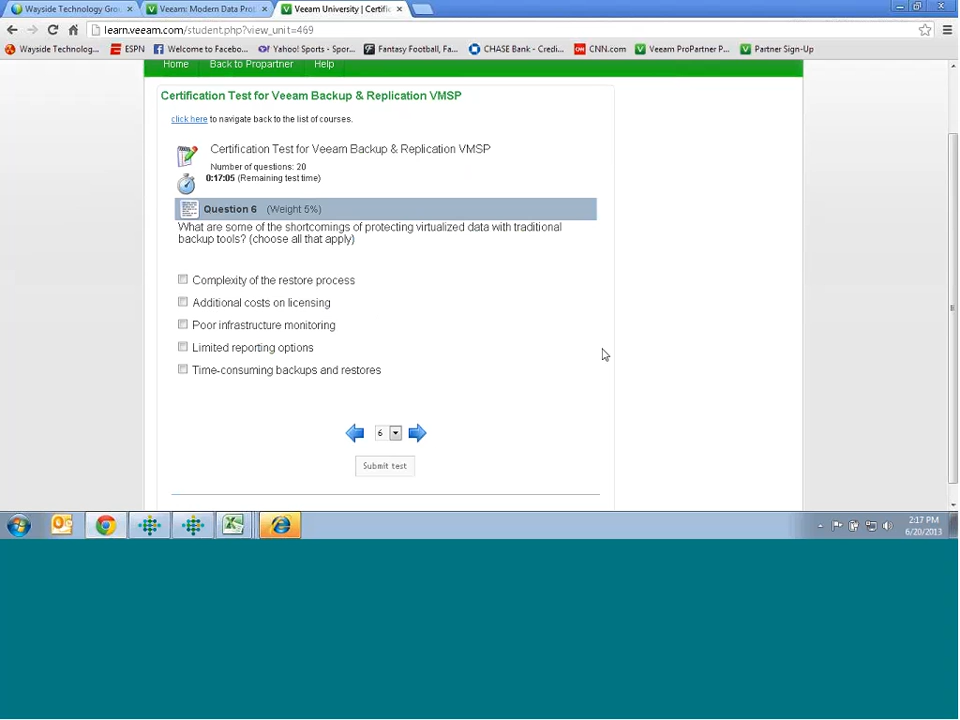 Wayside Technology Grou
Veeam: Modern Data Prot
Veeam University | Certific
learn.veeam.com/student.php?view_unit=469
Wayside Technolog...
ESPN
Welcome to Facebo...
Yahoo! Sports - Spor...
Fantasy Football, Fa...
CHASE Bank - Credi...
CNN.com
Veeam ProPartner P...
Partner Sign-Up
Home
Back to Propartner
Help
Certification Test for Veeam Backup & Replication VMSP
click here to navigate back to the list of courses.
Certification Test for Veeam Backup & Replication VMSP
Number of questions: 20
0:17:05 (Remaining test time)
Question 6 (Weight 5%)
What are some of the shortcomings of protecting virtualized data with traditional
backup tools? (choose all that apply)
Complexity of the restore process
Additional costs on licensing
Poor infrastructure monitoring
Limited reporting options
Time-consuming backups and restores
6
Submit test
2:17 PM
6/20/2013